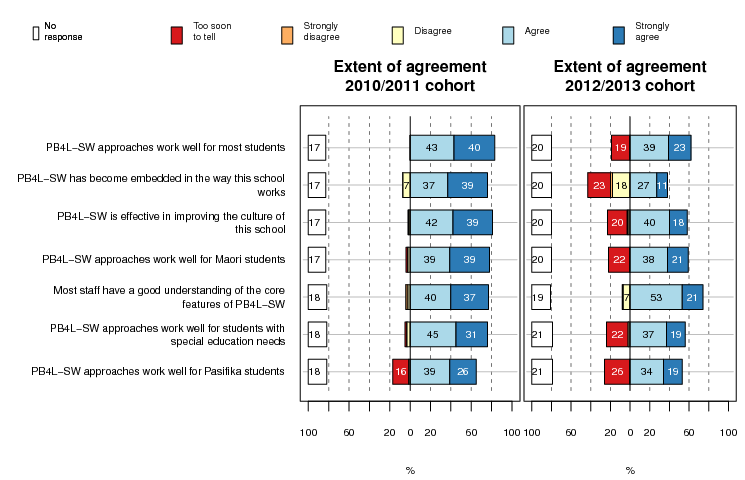 No
response
Too soon
to tell
Strongly
disagree
Disagree
Agree
Strongly
agree
Extent of agreement
2010/2011 cohort
Extent of agreement
2012/2013 cohort
PB4L−SW approaches work well for most students
17 43 40
20 19 39 23
PB4L−SW has become embedded in the way this school
works
17 7 37 39
20 23 18 27 11
PB4L−SW is effective in improving the culture of
this school
17 42 39
20 20 40 18
PB4L−SW approaches work well for Maori students
17 39 39
20 22 38 21
Most staff have a good understanding of the core
features of PB4L−SW
18 40 37
19 7 53 21
PB4L−SW approaches work well for students with
special education needs
18 45 31
21 22 37 19
PB4L−SW approaches work well for Pasifika students
18 16 39 26
21 26 34 19
100 60 20 0 20 60 100
100 60 20 0 20 60 100
%
%